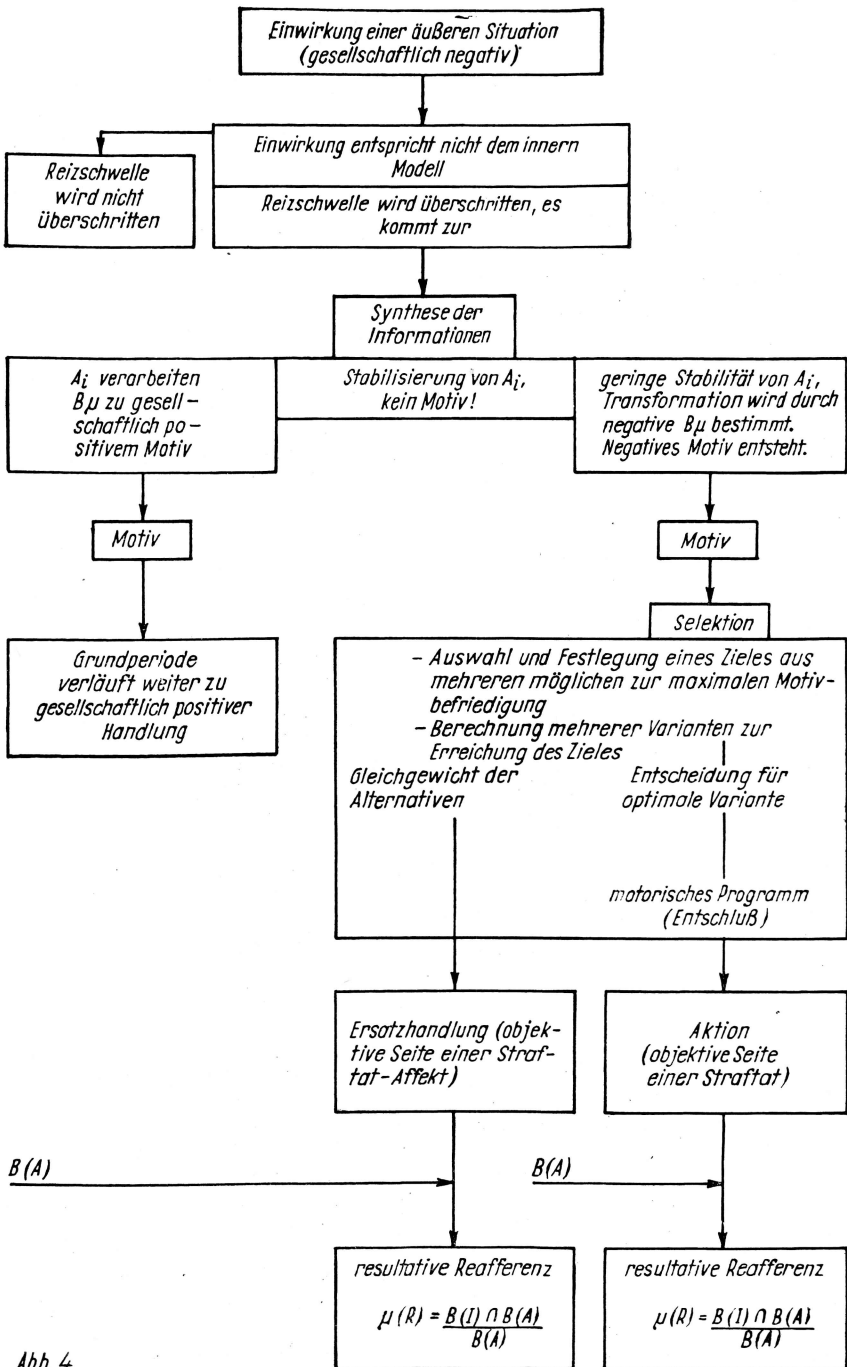 Einwirkung einer äußeren Situation
(gesellschaftlich negativ)
Einwirkung entspricht nicht dem innern
Modell
Reizschwelle
wird nicht
überschritten
Reizschwelle wird überschritten, es
kommt zur
Synthese der
Informationen
Ai verarbeiten
Bμ zu gesell-
schaftlich po-
sitivem Motiv
Stabilisierung von Ai,
kein Motiv!
geringe Stabilität von Ai,
Transformation wird durch
negative Bμ bestimmt.
Negatives Motiv entsteht.
Motiv
Motiv
Selektion
Grundperiode
verläuft weiter zu
gesellschaftlich positiver
Handlung
- Auswahl und Festlegung eines Zieles aus
mehreren möglichen zur maximalen Motiv-
befriedigung
- Berechnung mehrerer Varianten zur
Erreichung des Zieles
Gleichgewicht der
Alternativen
Entscheidung für
optimale Variante
motorisches Programm
(Entschluß)
Ersatzhandlung (objek-
tive Seite einer Straf-
tat-Affekt)
Aktion
(objektive Seite
einer Straftat)
B(A)
B(A)
resultative Reafferenz
μ(R) = B(I) ∩ B(A)
B(A)
resultative Reafferenz
μ(R) = B(I) ∩ B(A)
B(A)
Abb. 4